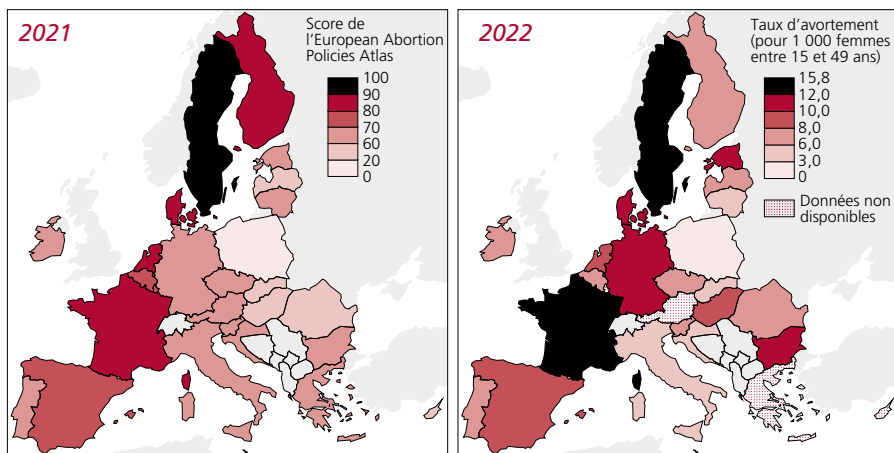 2021
Score de
l'European Abortion
Policies Atlas
100
90
80
70
60
20
0
2022
Taux d'avortement
(pour 1 000 femmes
entre 15 et 49 ans)
15,8
12,0
10,0
8,0
6,0
3,0
0
Données non
disponibles